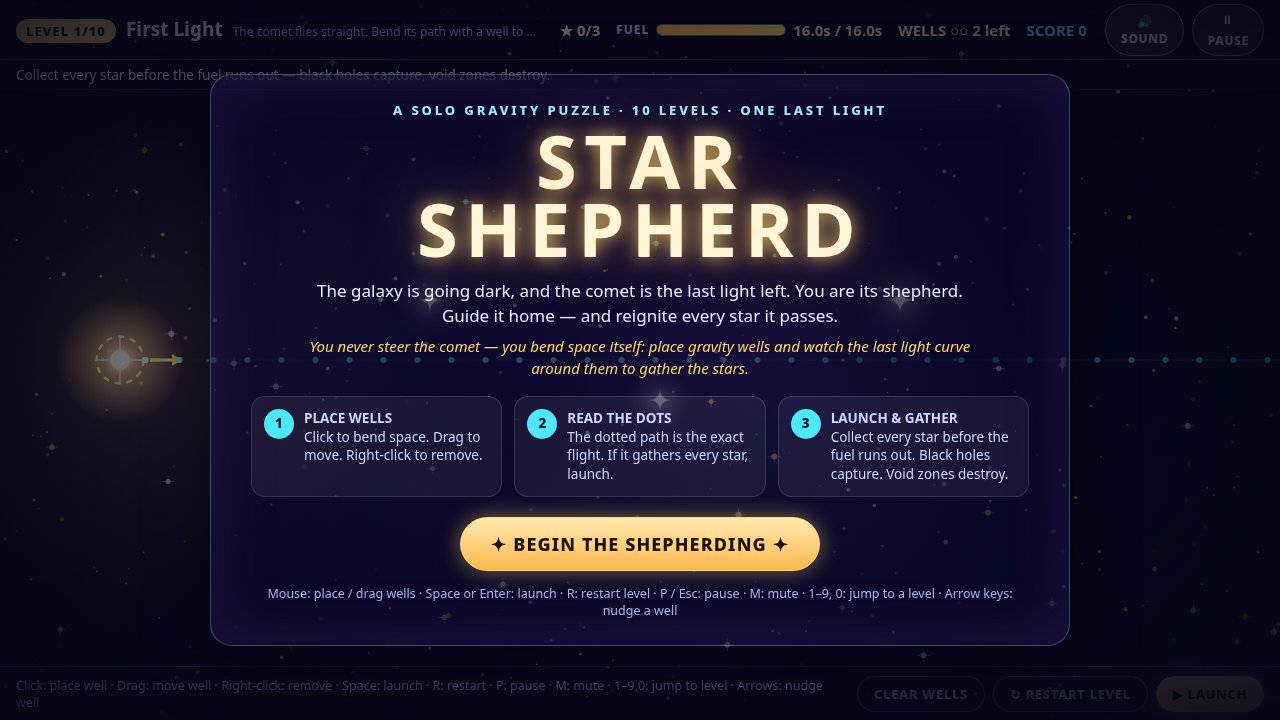 LEVEL 1/10 First Light The comet flies straight. Bend its path with a well to ... ★ 0/3 FUEL 16.0s / 16.0s WELLS ○○ 2 left SCORE 0 🔊 SOUND ⏸ PAUSE
Collect every star before the fuel runs out — black holes capture, void zones destroy.
A SOLO GRAVITY PUZZLE · 10 LEVELS · ONE LAST LIGHT
STAR
SHEPHERD
The galaxy is going dark, and the comet is the last light left. You are its shepherd.
Guide it home — and reignite every star it passes.
You never steer the comet — you bend space itself: place gravity wells and watch the last light curve
around them to gather the stars.
1 PLACE WELLS
Click to bend space. Drag to
move. Right-click to remove.
2 READ THE DOTS
The dotted path is the exact
flight. If it gathers every star,
launch.
3 LAUNCH & GATHER
Collect every star before the
fuel runs out. Black holes
capture. Void zones destroy.
✦ BEGIN THE SHEPHERDING ✦
Mouse: place / drag wells · Space or Enter: launch · R: restart level · P / Esc: pause · M: mute · 1–9, 0: jump to a level · Arrow keys:
nudge a well
Click: place well · Drag: move well · Right-click: remove · Space: launch · R: restart · P: pause · M: mute · 1–9,0: jump to level · Arrows: nudge
well
CLEAR WELLS ↻ RESTART LEVEL ▶ LAUNCH